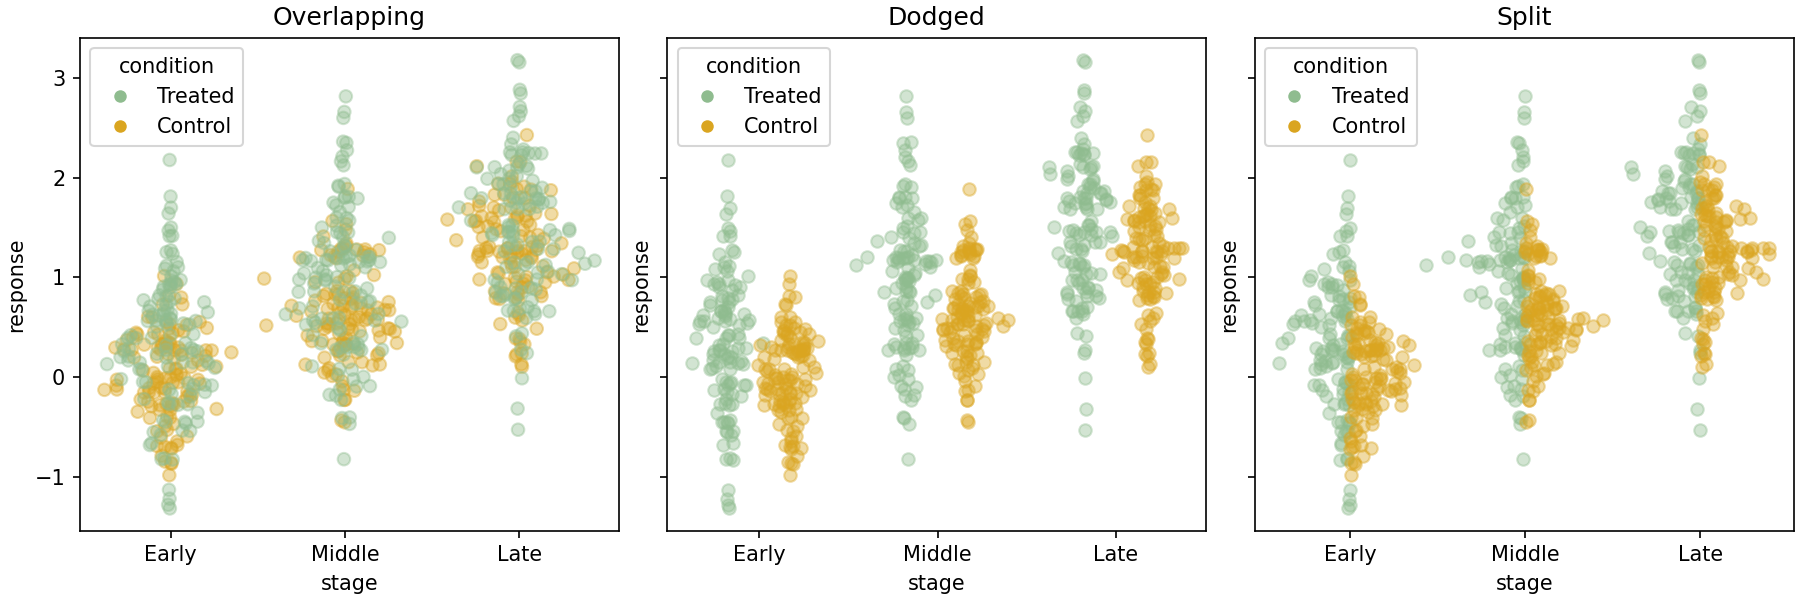 Overlapping
condition
Treated
Control
3
2
1
0
−1
response
Early Middle Late
stage
Dodged
condition
Treated
Control
response
Early Middle Late
stage
Split
condition
Treated
Control
response
Early Middle Late
stage